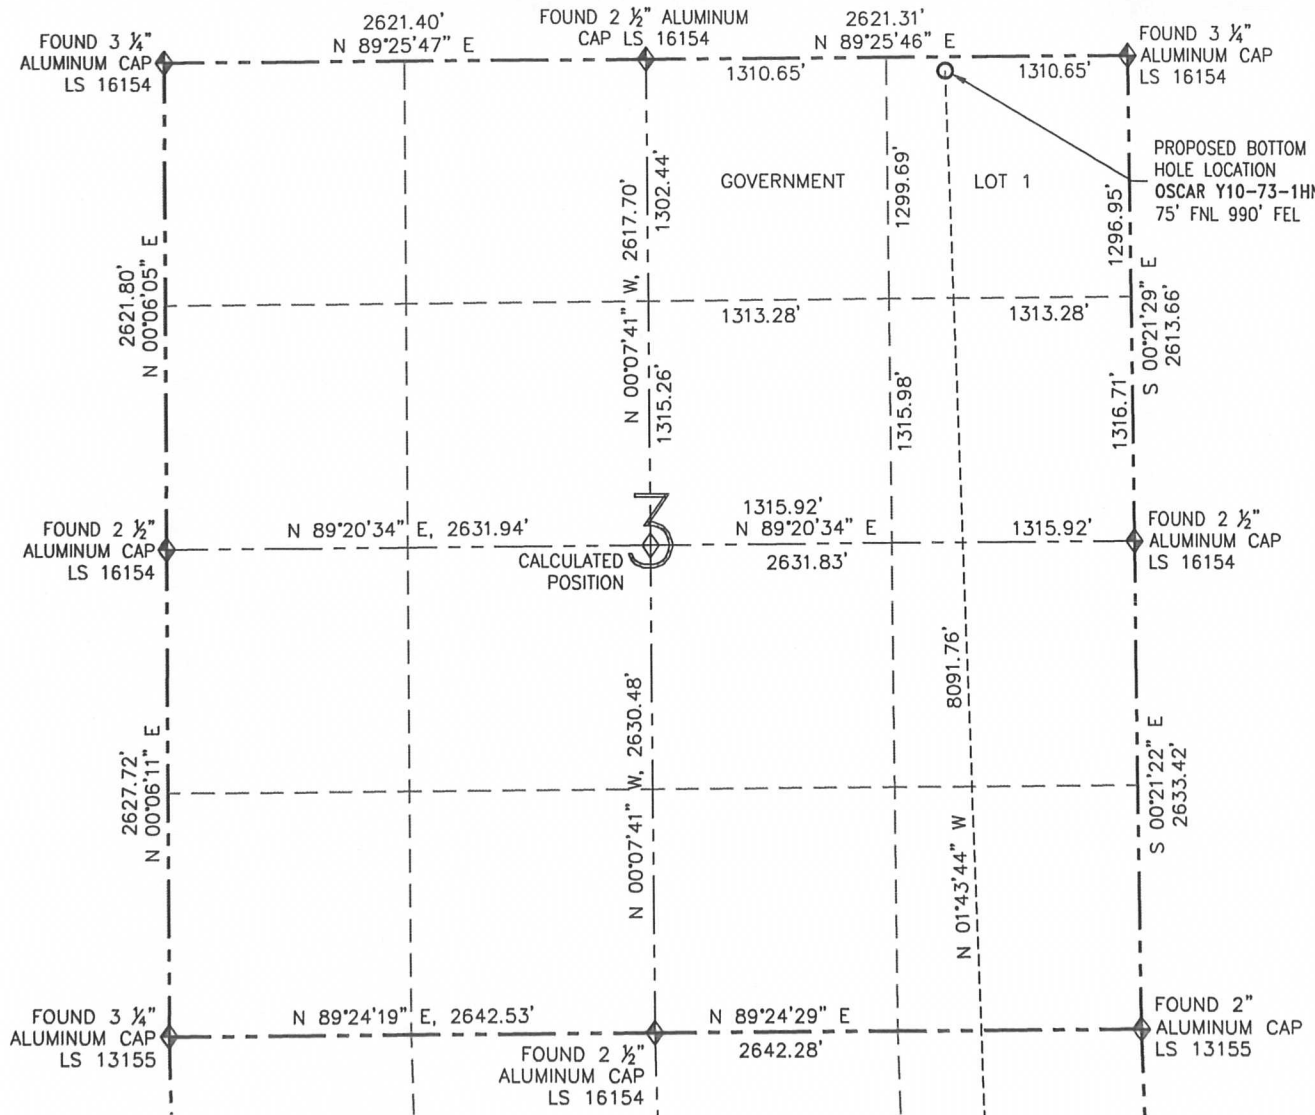 2621.40'
N 89°25'47" E
FOUND 2 ½" ALUMINUM
CAP LS 16154
2621.31'
N 89°25'46" E
FOUND 3 ¼"
ALUMINUM CAP
LS 16154
FOUND 3 ¼"
ALUMINUM CAP
LS 16154
1310.65'
1310.65'
PROPOSED BOTTOM
HOLE LOCATION
OSCAR Y10-73-1H
75' FNL 990' FEL
GOVERNMENT
LOT 1
N 00°07'41" W, 2617.70'
1302.44'
1299.69'
1296.95'
2621.80'
N 00°06'05" E
S 00°21'29" E
2613.66'
1313.28'
1313.28'
1315.26'
1315.98'
1316.71'
FOUND 2 ½"
ALUMINUM CAP
LS 16154
N 89°20'34" E, 2631.94'
3
CALCULATED
POSITION
1315.92'
N 89°20'34" E
2631.83'
1315.92'
FOUND 2 ½"
ALUMINUM CAP
LS 16154
2627.72'
N 00°06'11" E
N 00°07'41" W, 2630.48'
8091.76'
N 01°43'44" W
S 00°21'22" E
2633.42'
FOUND 3 ¼"
ALUMINUM CAP
LS 13155
N 89°24'19" E, 2642.53'
FOUND 2 ½"
ALUMINUM CAP
LS 16154
N 89°24'29" E
2642.28'
FOUND 2"
ALUMINUM CAP
LS 13155